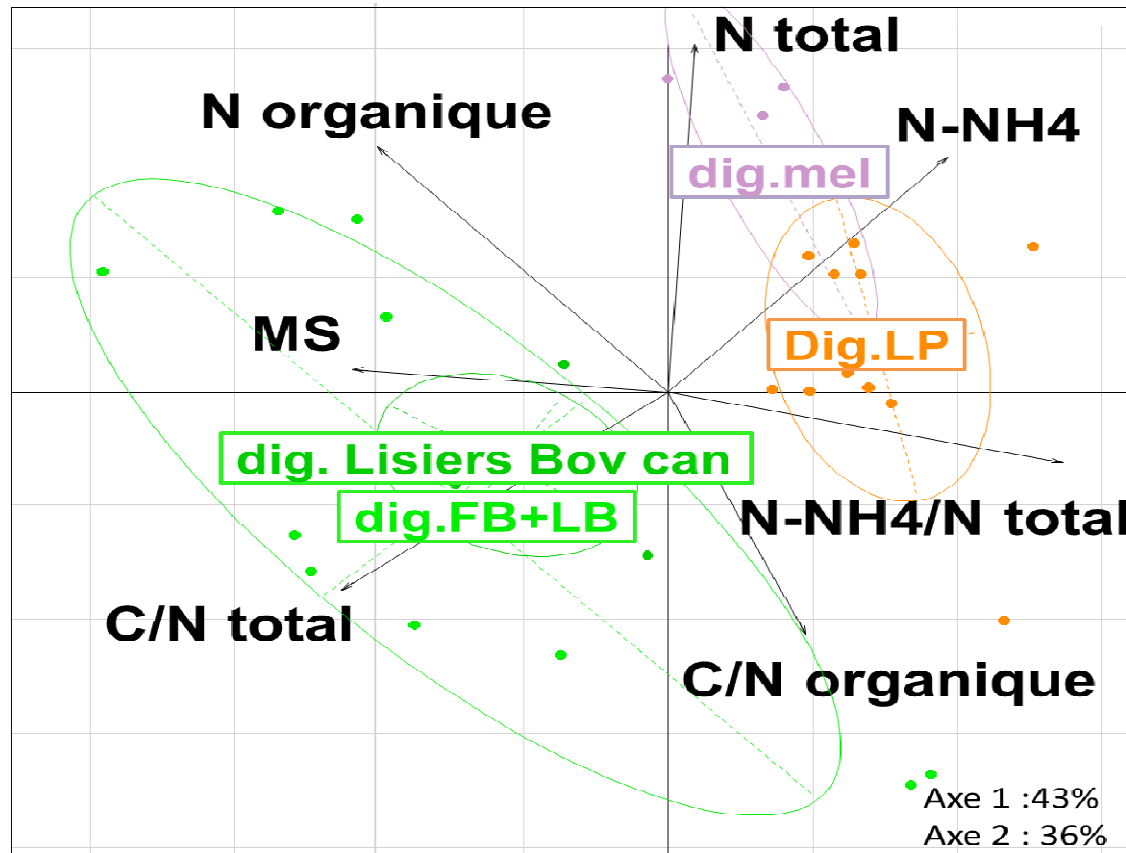 N total
N organique
N-NH4
dig.mel
MS
Dig.LP
dig. Lisiers Bov can
dig.FB+LB
N-NH4/N total
C/N total
C/N organique
Axe 1 :43%
Axe 2 : 36%